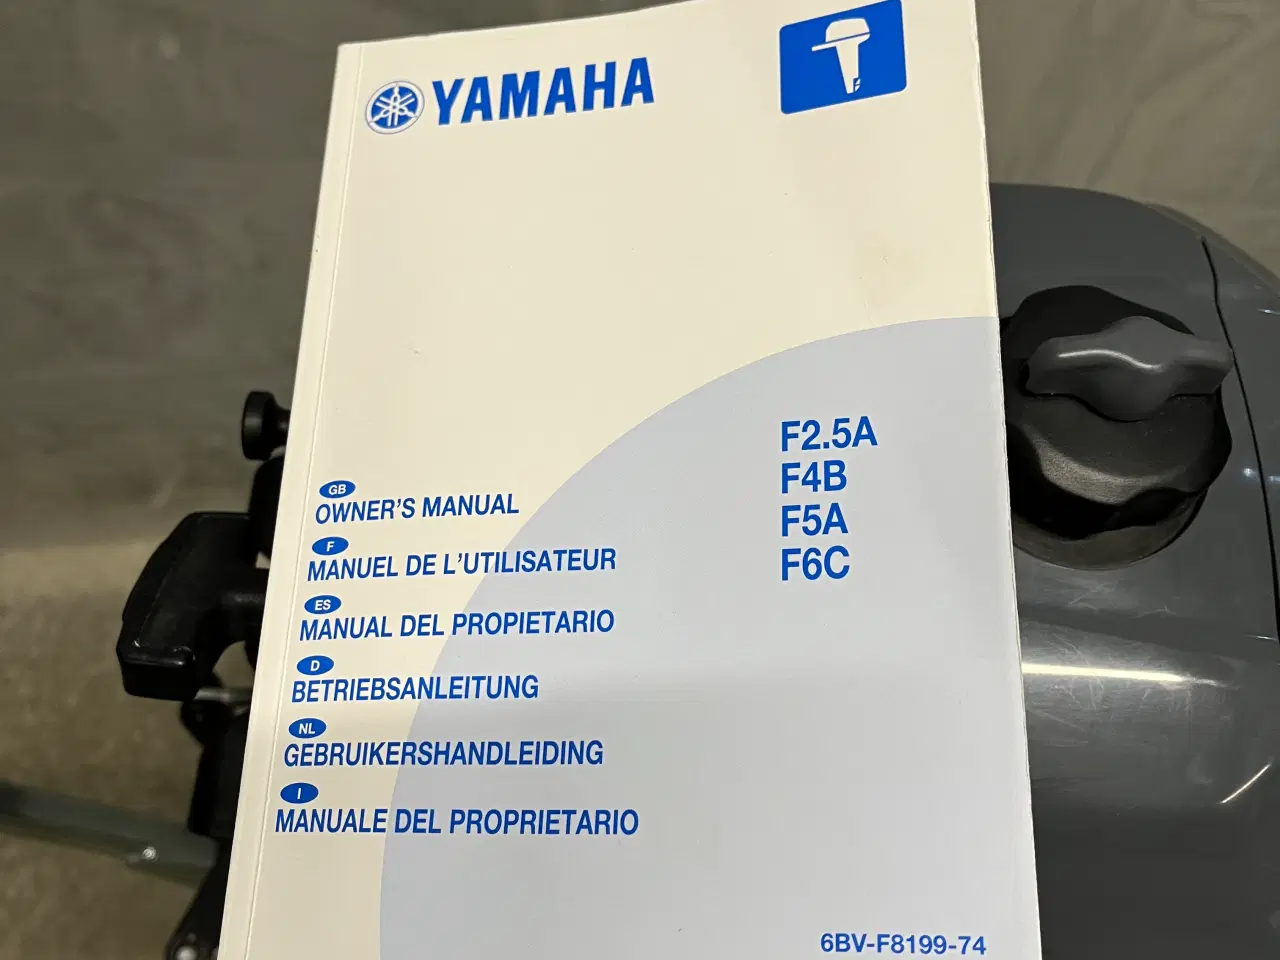 YAMAHA
F2.5A
F4B
F5A
F6C
GB
OWNER'S MANUAL
F
MANUEL DE L'UTILISATEUR
ES
MANUAL DEL PROPIETARIO
D
BETRIEBSANLEITUNG
NL
GEBRUIKERSHANDLEIDING
I
MANUALE DEL PROPRIETARIO
6BV-F8199-74